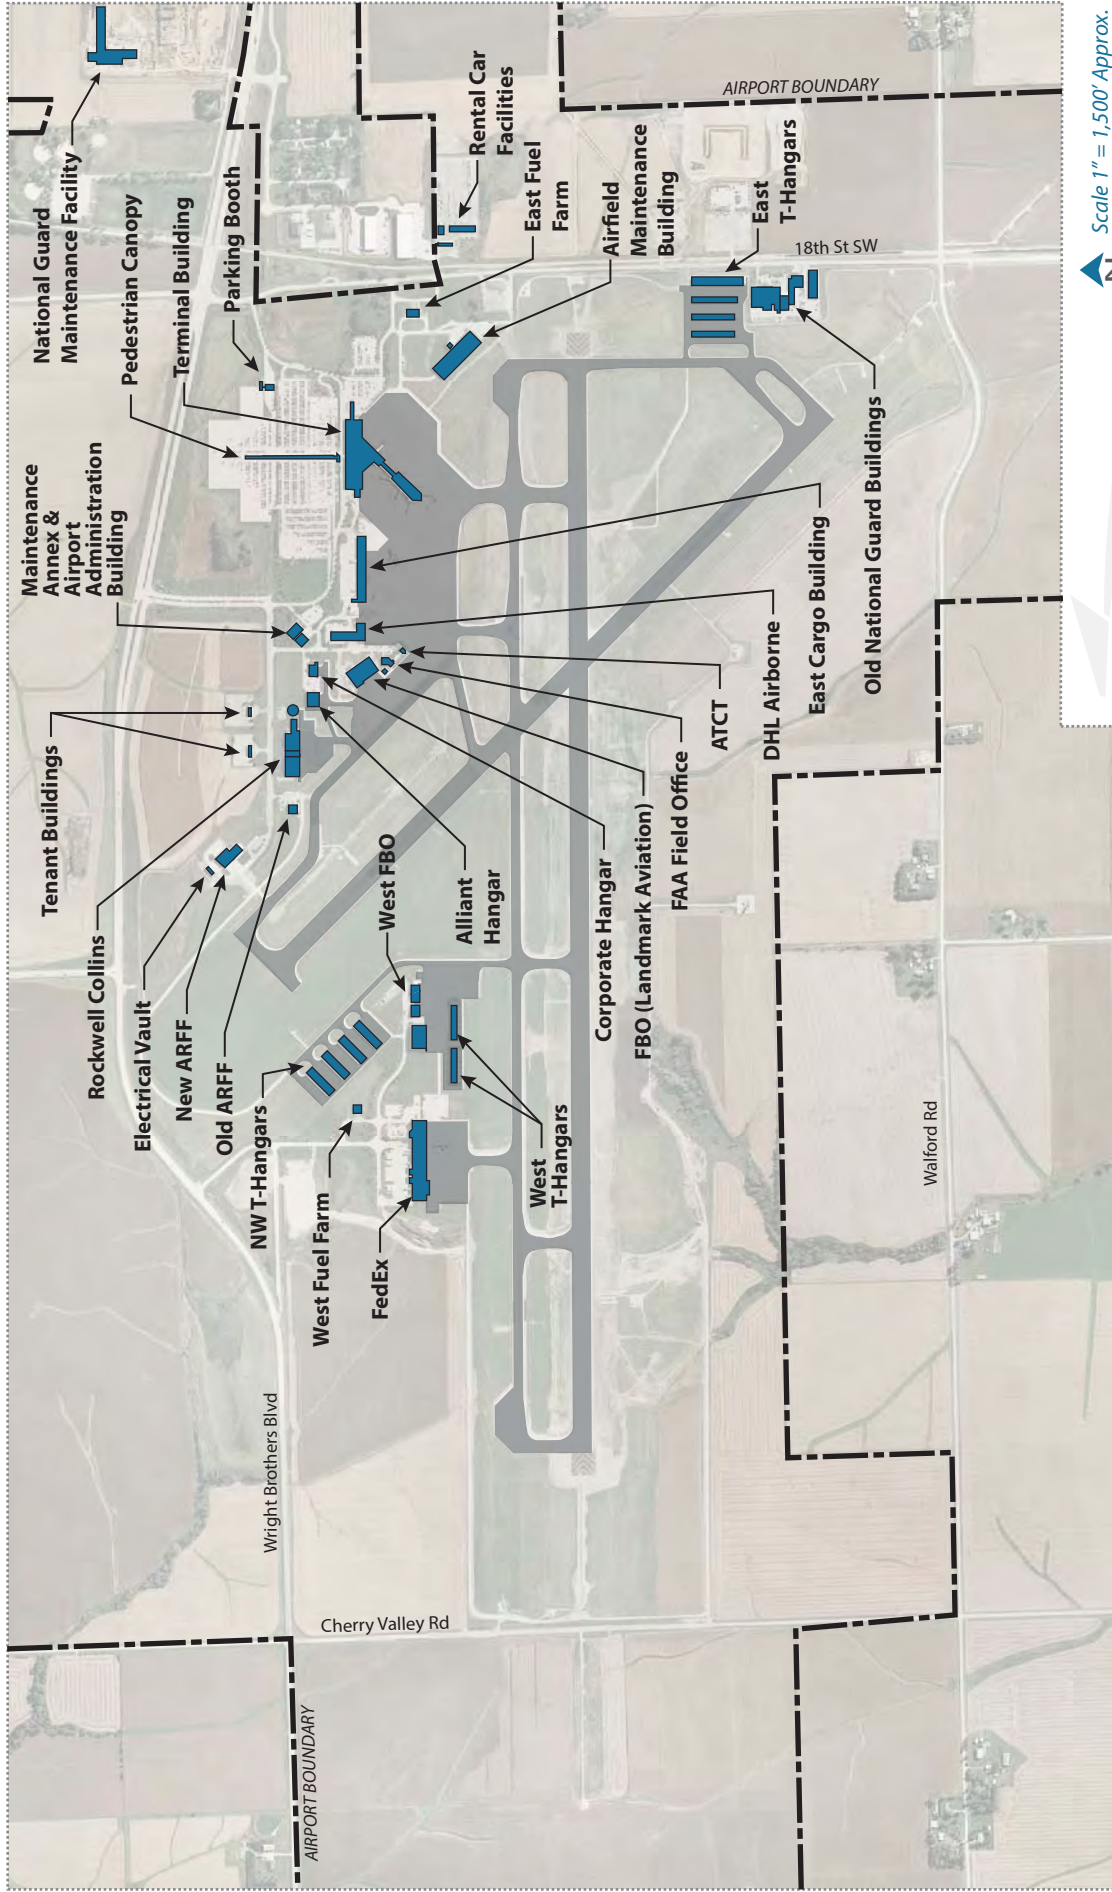 National Guard
Maintenance Facility
Pedestrian Canopy
Terminal Building
Parking Booth
Maintenance
Annex &
Airport
Administration
Building
Tenant Buildings
Rockwell Collins
Electrical Vault
New ARFF
Old ARFF
NW T-Hangars
West Fuel Farm
FedEx
West FBO
Alliant
Hangar
West
T-Hangars
Rental Car
Facilities
East Fuel
Farm
Airfield
Maintenance
Building
East
T-Hangars
Corporate Hangar
FBO (Landmark Aviation)
FAA Field Office
ATCT
DHL Airborne
East Cargo Building
Old National Guard Buildings
Wright Brothers Blvd
Cherry Valley Rd
Walford Rd
18th St SW
AIRPORT BOUNDARY
AIRPORT BOUNDARY
N
Scale 1" = 1,500' Approx.